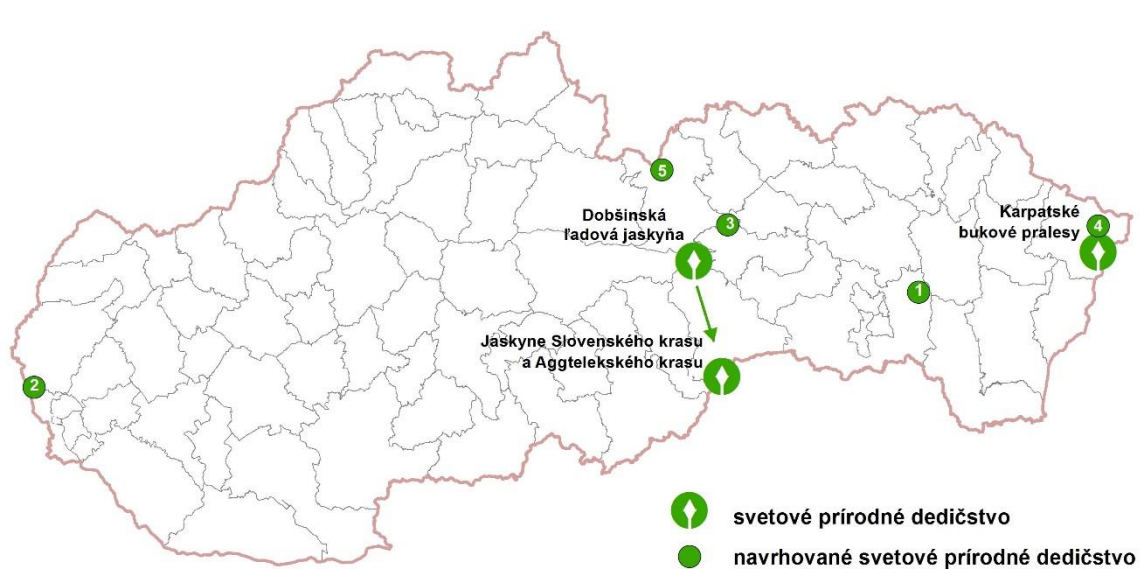 5
Dobšinská
ľadová jaskyňa
3
Karpatské
bukové pralesy
4
1
Jaskyne Slovenského krasu
a Aggtelekského krasu
2
svetové prírodné dedičstvo
navrhované svetové prírodné dedičstvo